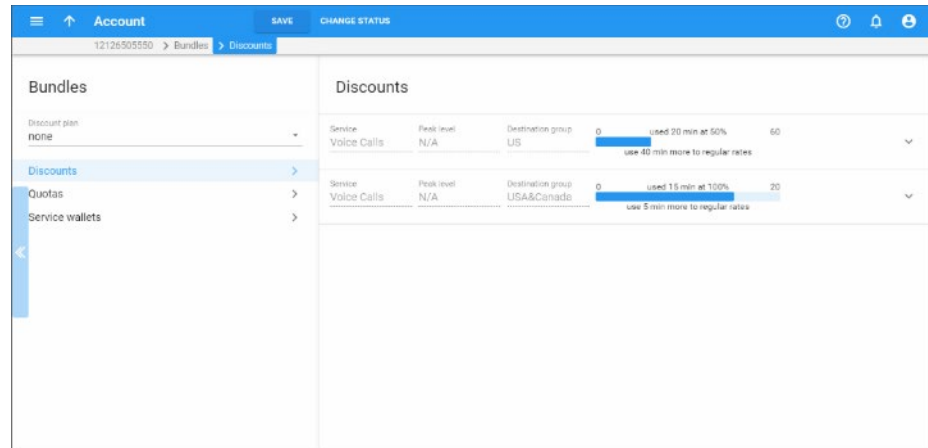 Account SAVE CHANGE STATUS
12126505550 > Bundles > Discounts
Bundles
Discount plan
none
Discounts
Quotas
Service wallets
Discounts
Service Peak level Destination group 0 used 20 min at 50% 60
Voice Calls N/A US
use 40 min more to regular rates
Service Peak level Destination group 0 used 15 min at 100% 20
Voice Calls N/A USA&Canada
use 5 min more to regular rates